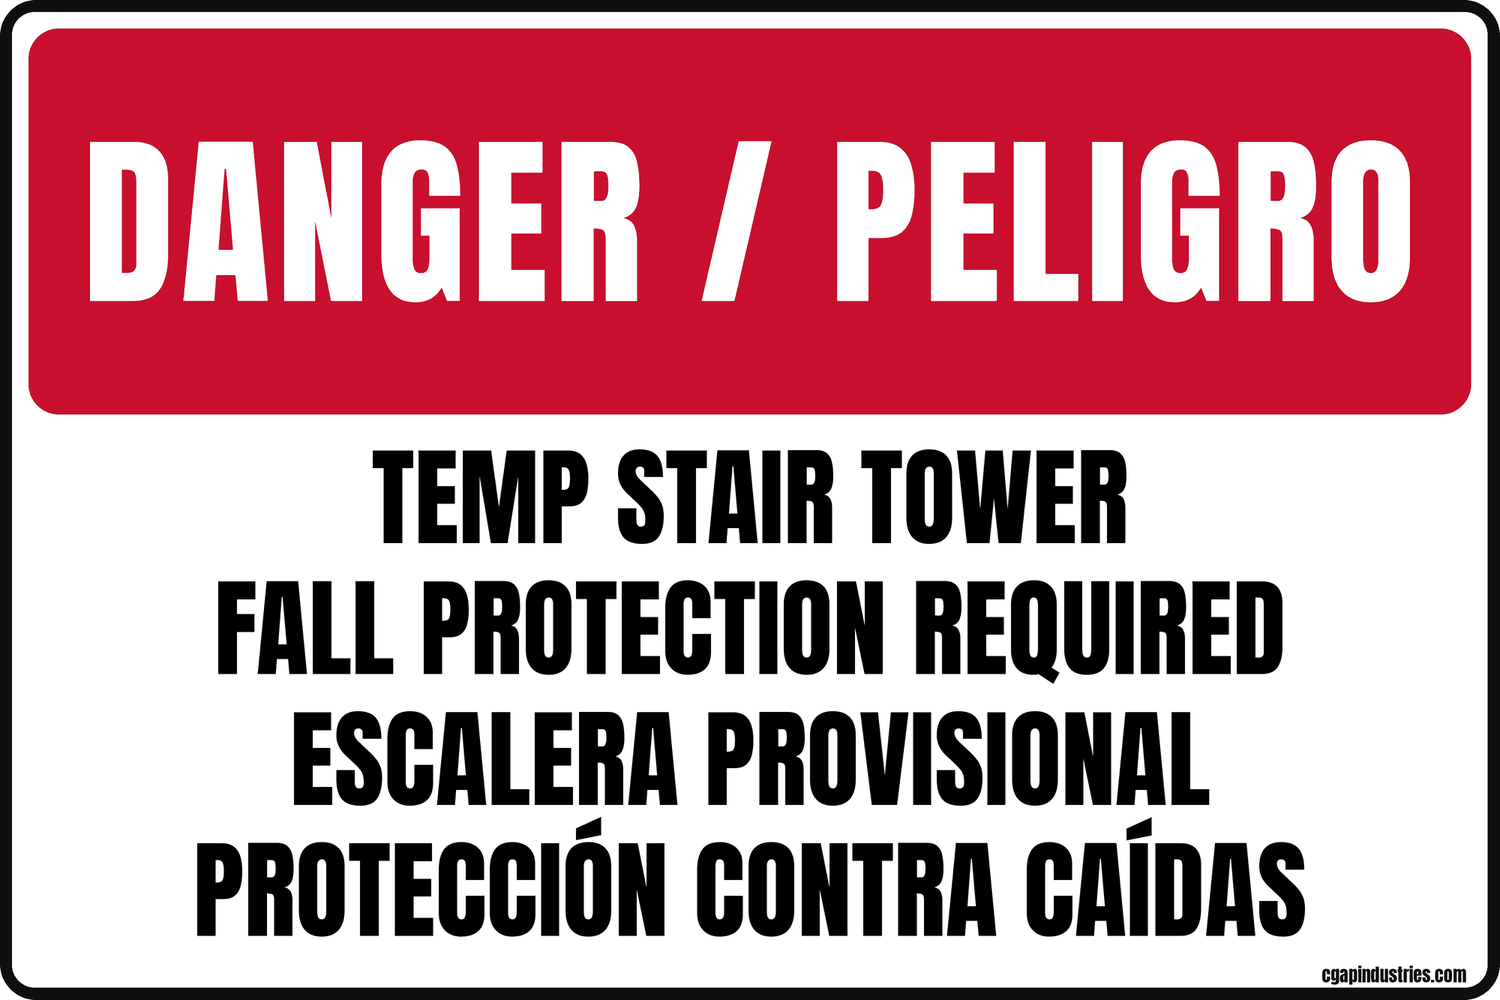 DANGER / PELIGRO
TEMP STAIR TOWER
FALL PROTECTION REQUIRED
ESCALERA PROVISIONAL
PROTECCIÓN CONTRA CAÍDAS
cgapindustries.com